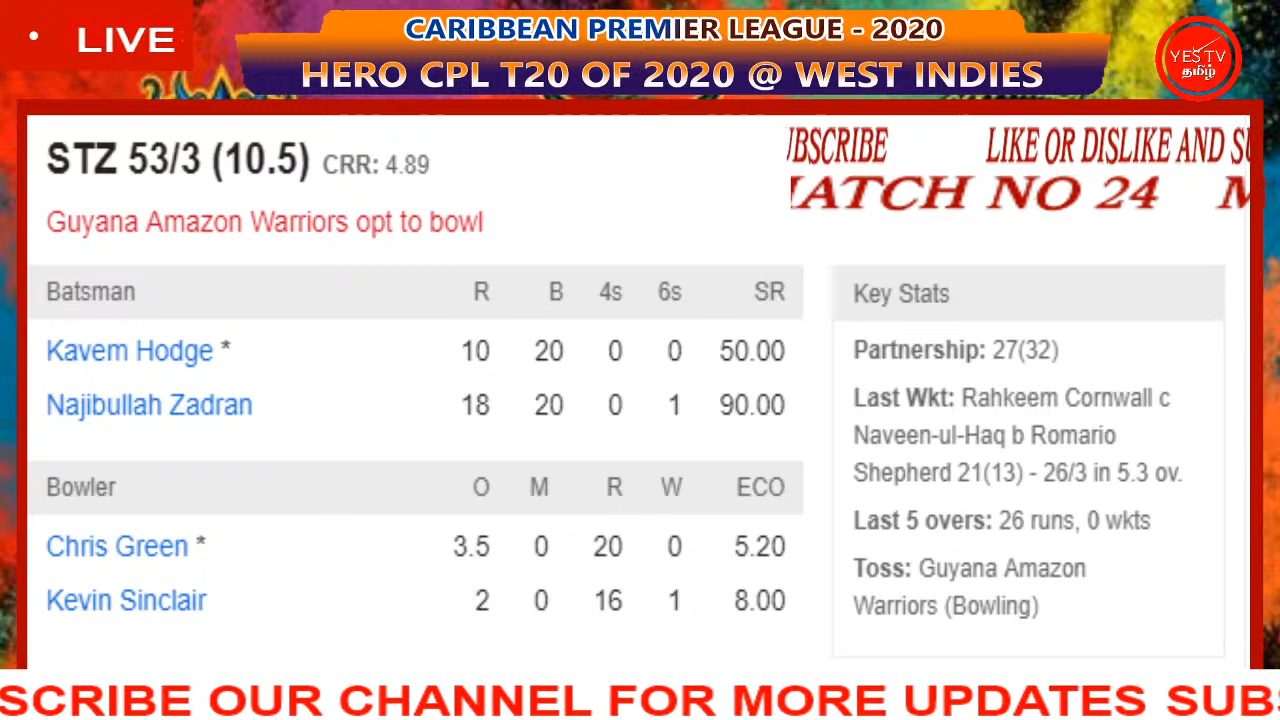 LIVE
CARIBBEAN PREMIER LEAGUE - 2020
HERO CPL T20 OF 2020 @ WEST INDIES
YES TV
தமிழ்
STZ 53/3 (10.5) CRR: 4.89
UBSCRIBE LIKE OR DISLIKE AND SU
MATCH NO 24 M
Guyana Amazon Warriors opt to bowl
Batsman R B 4s 6s SR
Kavem Hodge * 10 20 0 0 50.00
Najibullah Zadran 18 20 0 1 90.00
Bowler O M R W ECO
Chris Green * 3.5 0 20 0 5.20
Kevin Sinclair 2 0 16 1 8.00
Key Stats
Partnership: 27(32)
Last Wkt: Rahkeem Cornwall c
Naveen-ul-Haq b Romario
Shepherd 21(13) - 26/3 in 5.3 ov.
Last 5 overs: 26 runs, 0 wkts
Toss: Guyana Amazon
Warriors (Bowling)
SCRIBE OUR CHANNEL FOR MORE UPDATES SUBS